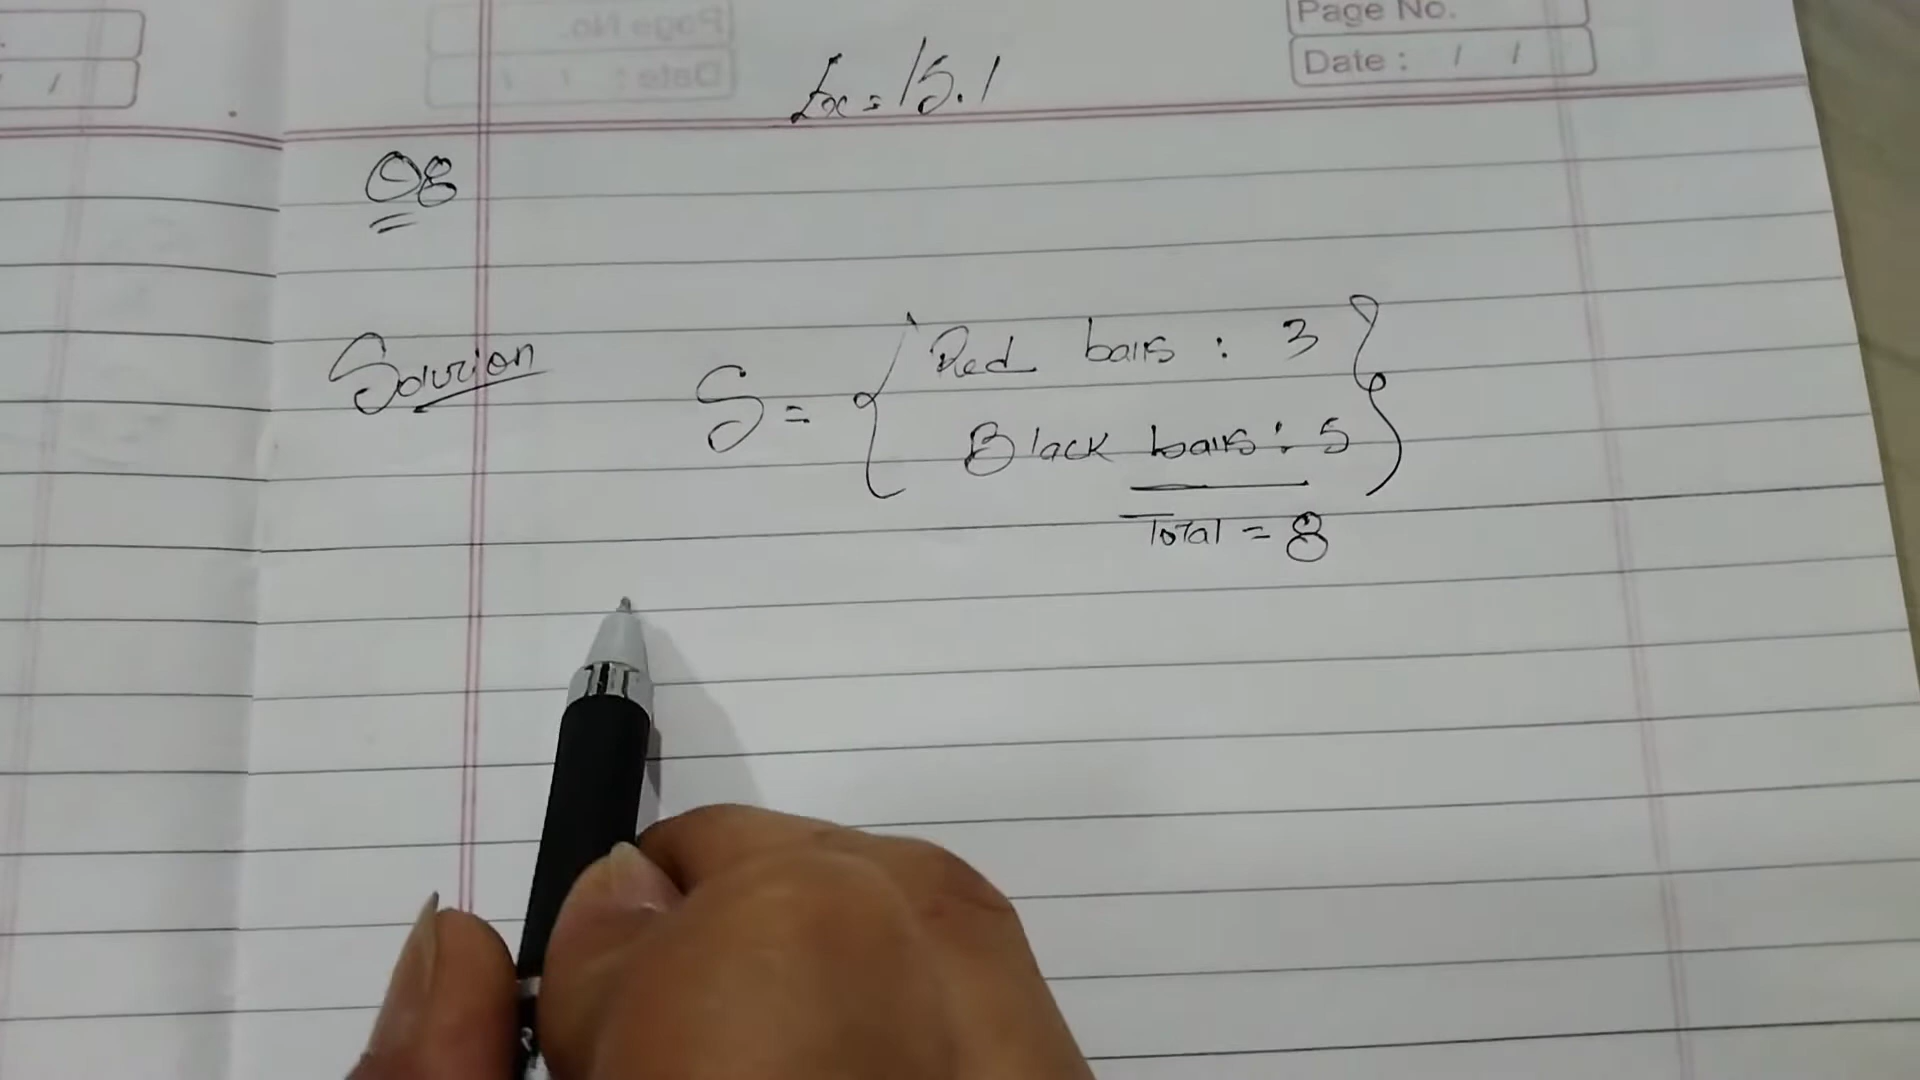 Page No.
Date : / /
Ex = 15.1
Q8
Solution
S = { Red balls : 3
Black balls : 5 }
Total = 8